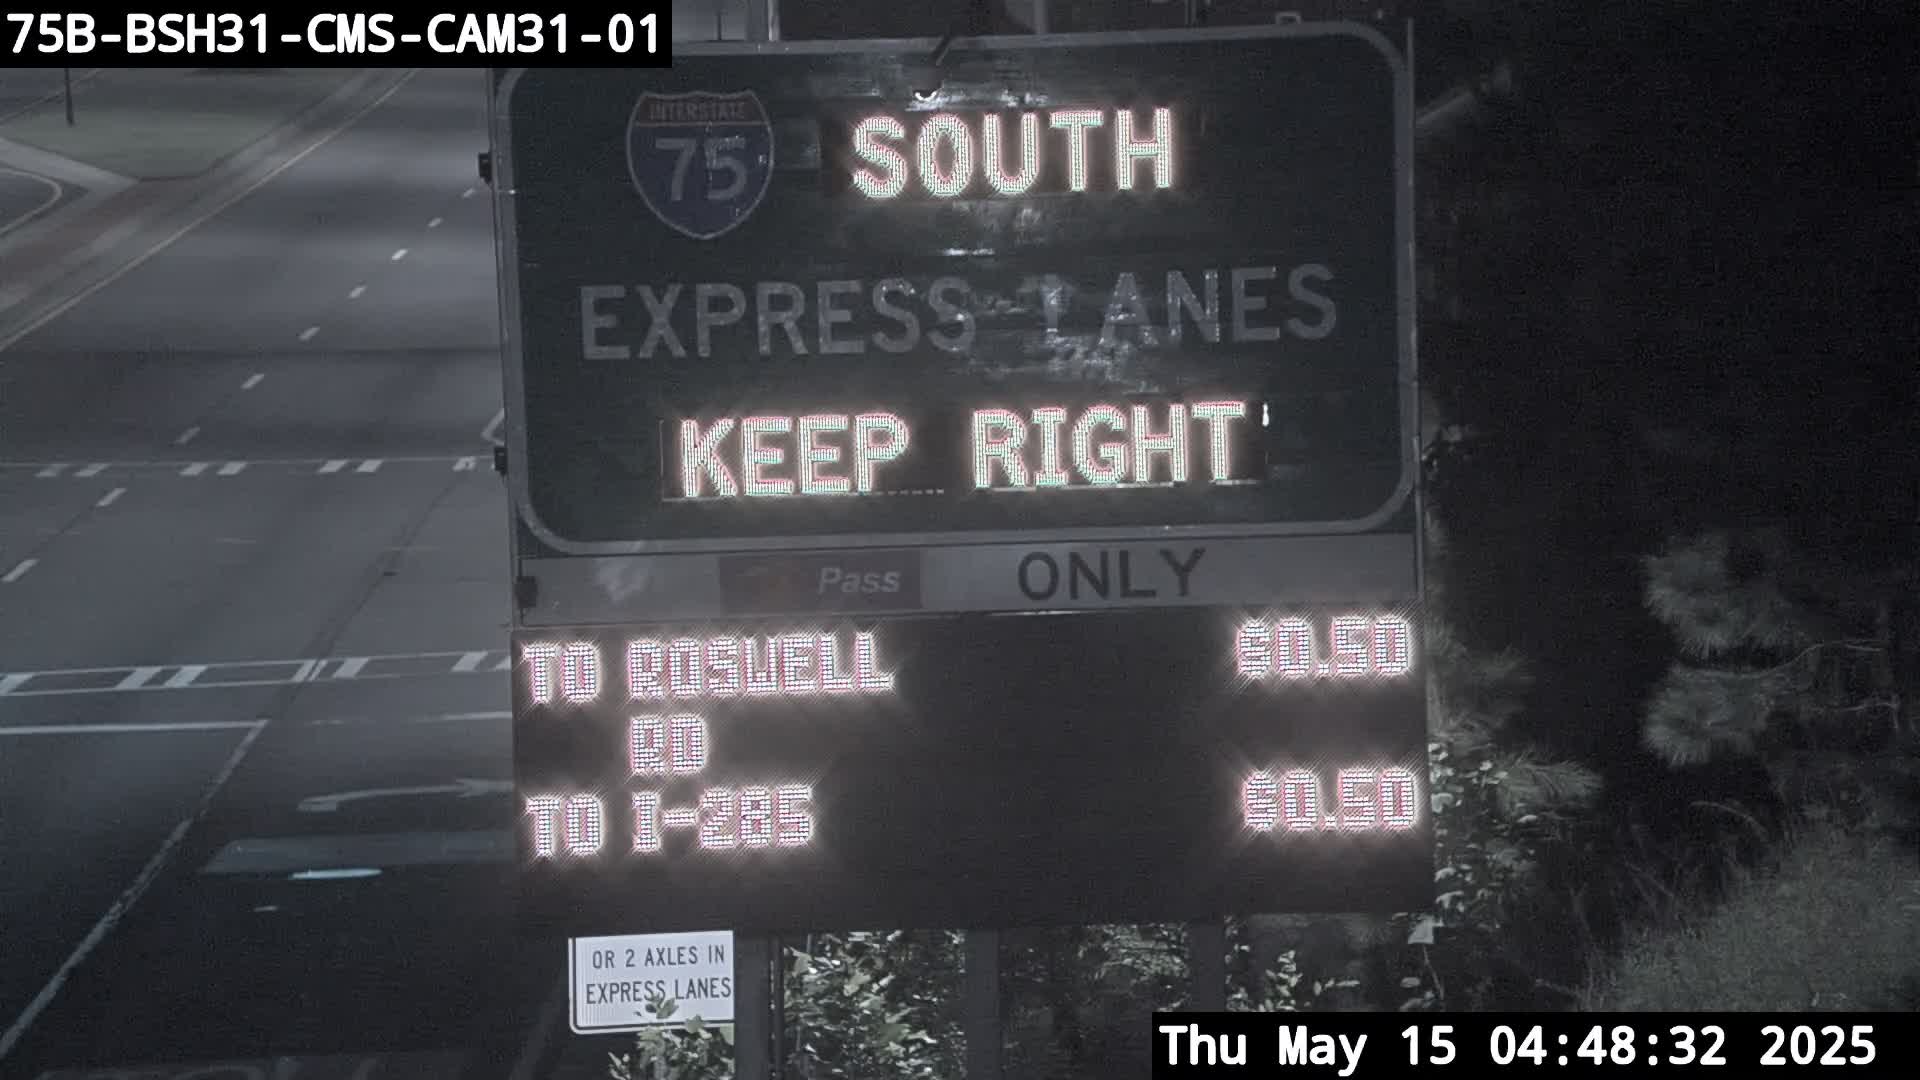 75B-BSH31-CMS-CAM31-01
INTERSTATE
75
SOUTH
EXPRESS LANES
KEEP RIGHT
Pass ONLY
TO ROSWELL $0.50
RD
TO I-285 $0.50
OR 2 AXLES IN
EXPRESS LANES
Thu May 15 04:48:32 2025